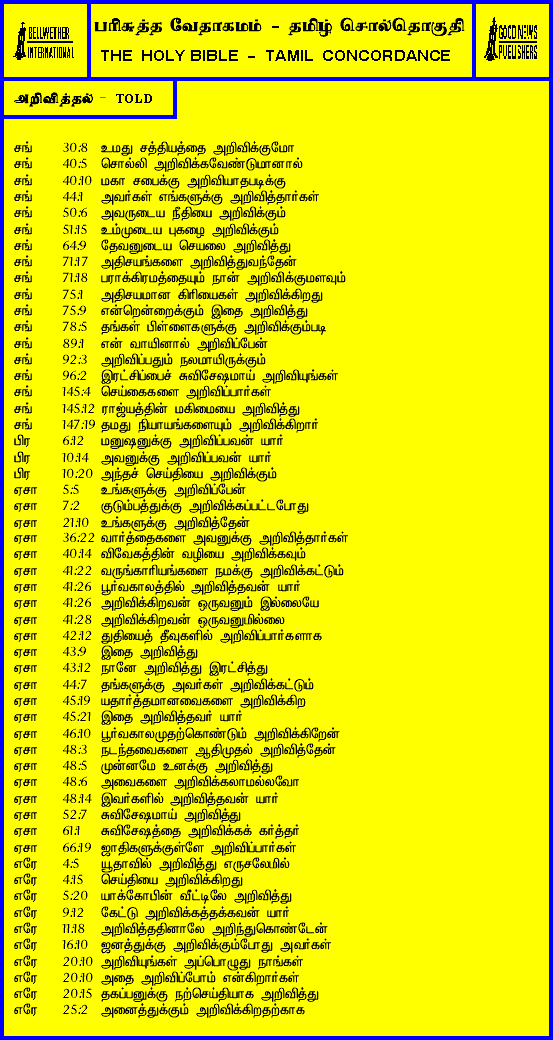 BELLWETHER
INTERNATIONAL
பரிசுத்த வேதாகமம் - தமிழ் சொல்தொகுதி
THE HOLY BIBLE - TAMIL CONCORDANCE
GOOD NEWS
PUBLISHERS
அறிவித்தல் - TOLD
சங் 30:8 உமது சத்தியத்தை அறிவிக்குமோ
சங் 40:5 சொல்லி அறிவிக்கவேண்டுமானால்
சங் 40:10 மகா சபைக்கு அறிவியாதபடிக்கு
சங் 44:1 அவர்கள் எங்களுக்கு அறிவித்தார்கள்
சங் 50:6 அவருடைய நீதியை அறிவிக்கும்
சங் 51:15 உம்முடைய புகழை அறிவிக்கும்
சங் 64:9 தேவனுடைய செயலை அறிவித்து
சங் 71:17 அதிசயங்களை அறிவித்துவந்தேன்
சங் 71:18 பராக்கிரமத்தையும் நான் அறிவிக்குமளவும்
சங் 75:1 அதிசயமான கிரியைகள் அறிவிக்கிறது
சங் 75:9 என்றென்றைக்கும் இதை அறிவித்து
சங் 78:5 தங்கள் பிள்ளைகளுக்கு அறிவிக்கும்படி
சங் 89:1 என் வாயினால் அறிவிப்பேன்
சங் 92:3 அறிவிப்பதும் நலமாயிருக்கும்
சங் 96:2 இரட்சிப்பைச் சுவிசேஷமாய் அறிவியுங்கள்
சங் 145:4 செய்கைகளை அறிவிப்பார்கள்
சங் 145:12 ராஜ்யத்தின் மகிமையை அறிவித்து
சங் 147:19 தமது நியாயங்களையும் அறிவிக்கிறார்
பிர 6:12 மனுஷனுக்கு அறிவிப்பவன் யார்
பிர 10:14 அவனுக்கு அறிவிப்பவன் யார்
பிர 10:20 அந்தச் செய்தியை அறிவிக்கும்
ஏசா 5:5 உங்களுக்கு அறிவிப்பேன்
ஏசா 7:2 குடும்பத்துக்கு அறிவிக்கப்பட்டபோது
ஏசா 21:10 உங்களுக்கு அறிவித்தேன்
ஏசா 36:22 வார்த்தைகளை அவனுக்கு அறிவித்தார்கள்
ஏசா 40:14 விவேகத்தின் வழியை அறிவிக்கவும்
ஏசா 41:22 வருங்காரியங்களை நமக்கு அறிவிக்கட்டும்
ஏசா 41:26 பூர்வகாலத்தில் அறிவித்தவன் யார்
ஏசா 41:26 அறிவிக்கிறவன் ஒருவனும் இல்லையே
ஏசா 41:28 அறிவிக்கிறவன் ஒருவனுமில்லை
ஏசா 42:12 துதியைத் தீவுகளில் அறிவிப்பார்களாக
ஏசா 43:9 இதை அறிவித்து
ஏசா 43:12 நானே அறிவித்து இரட்சித்து
ஏசா 44:7 தங்களுக்கு அவர்கள் அறிவிக்கட்டும்
ஏசா 45:19 யதார்த்தமானவைகளை அறிவிக்கிற
ஏசா 45:21 இதை அறிவித்தவர் யார்
ஏசா 46:10 பூர்வகாலமுதற்கொண்டும் அறிவிக்கிறேன்
ஏசா 48:3 நடந்தவைகளை ஆதிமுதல் அறிவித்தேன்
ஏசா 48:5 முன்னமே உனக்கு அறிவித்து
ஏசா 48:6 அவைகளை அறிவிக்கலாமல்லவோ
ஏசா 48:14 இவர்களில் அறிவித்தவன் யார்
ஏசா 52:7 சுவிசேஷமாய் அறிவித்து
ஏசா 61:1 சுவிசேஷத்தை அறிவிக்கக் கர்த்தர்
ஏசா 66:19 ஜாதிகளுக்குள்ளே அறிவிப்பார்கள்
எரே 4:5 யூதாவில் அறிவித்து எருசலேமில்
எரே 4:15 செய்தியை அறிவிக்கிறது
எரே 5:20 யாக்கோபின் வீட்டிலே அறிவித்து
எரே 9:12 கேட்டு அறிவிக்கத்தக்கவன் யார்
எரே 11:18 அறிவித்ததினாலே அறிந்துகொண்டேன்
எரே 16:10 ஜனத்துக்கு அறிவிக்கும்போது அவர்கள்
எரே 20:10 அறிவியுங்கள் அப்பொழுது நாங்கள்
எரே 20:10 அதை அறிவிப்போம் என்கிறார்கள்
எரே 20:15 தகப்பனுக்கு நற்செய்தியாக அறிவித்து
எரே 25:2 அனைத்துக்கும் அறிவிக்கிறதற்காக